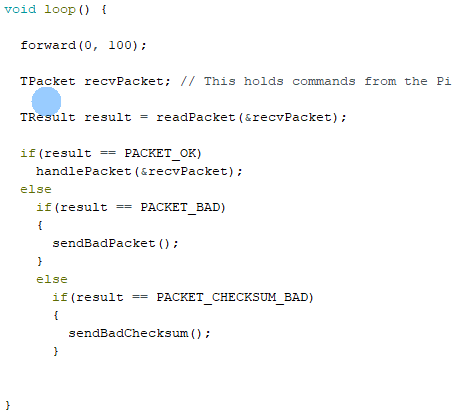 void loop() {
forward(0, 100);
TPacket recvPacket; // This holds commands from the Pi
TResult result = readPacket(&recvPacket);
if(result == PACKET_OK)
handlePacket(&recvPacket);
else
if(result == PACKET_BAD)
{
sendBadPacket();
}
else
if(result == PACKET_CHECKSUM_BAD)
{
sendBadChecksum();
}
}